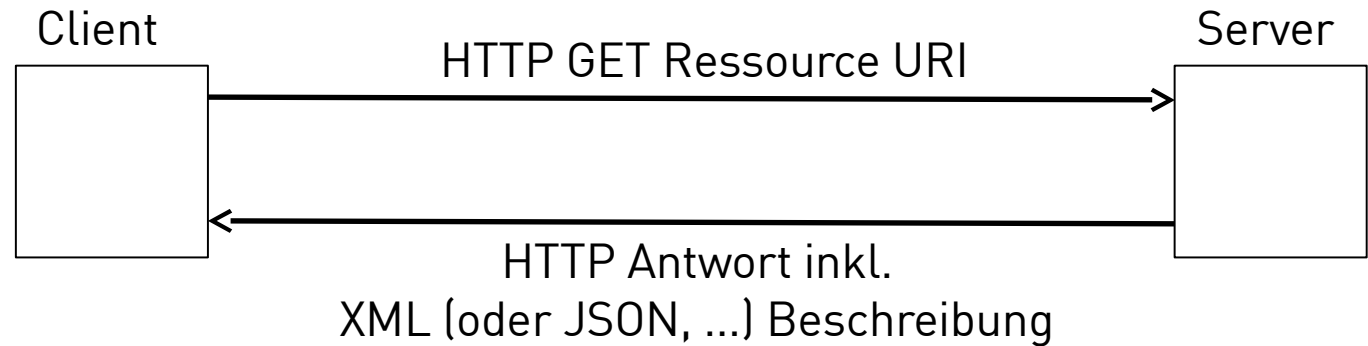 Client
Server
HTTP GET Ressource URI
HTTP Antwort inkl.
XML (oder JSON, ...) Beschreibung